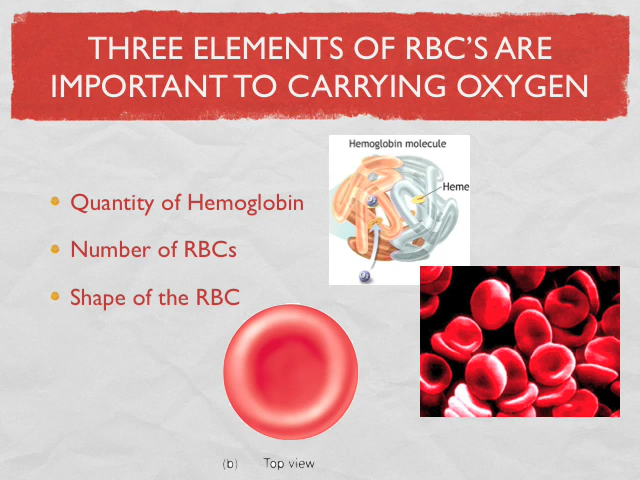 THREE ELEMENTS OF RBC'S ARE
IMPORTANT TO CARRYING OXYGEN
Hemoglobin molecule
Heme
Quantity of Hemoglobin
Number of RBCs
Shape of the RBC
(b) Top view